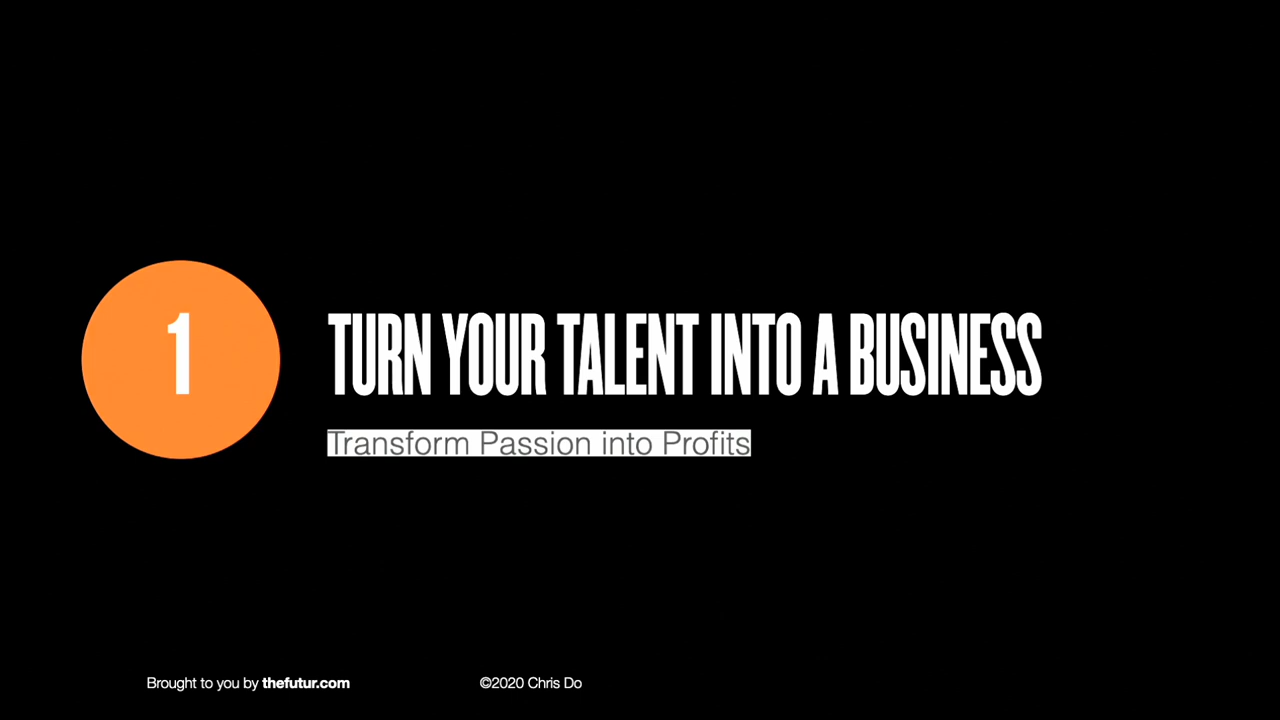 1
TURN YOUR TALENT INTO A BUSINESS
Transform Passion into Profits
Brought to you by thefutur.com
©2020 Chris Do